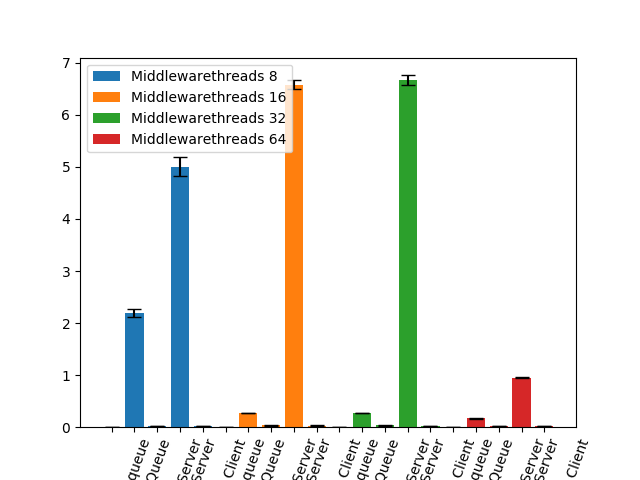 7
6
5
4
3
2
1
0
Middlewarethreads 8
Middlewarethreads 16
Middlewarethreads 32
Middlewarethreads 64
queue
Queue
Server
Server
Client
queue
Queue
Server
Server
Client
queue
Queue
Server
Server
Client
queue
Queue
Server
Server
Client